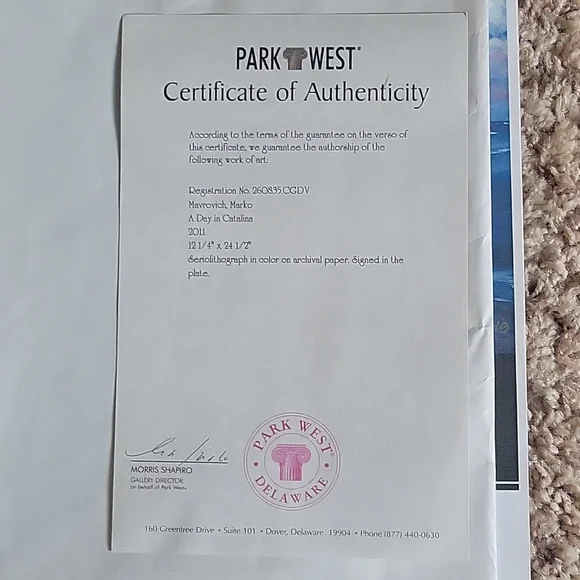 PARK WEST®
Certificate of Authenticity
According to the terms of the guarantee on the verso of
this certificate, we guarantee the authorship of the
following work of art:
Registration No. 260835.CGDV
Mavrovich, Marko
A Day in Catalina
2011
12 1/4" x 24 1/2"
Seriolithograph in color on archival paper. Signed in the
plate.
MORRIS SHAPIRO
GALLERY DIRECTOR
on behalf of Park West®
PARK WEST®
• DELAWARE •
160 Greentree Drive • Suite 101 • Dover, Delaware 19904 • Phone (877) 440-0630